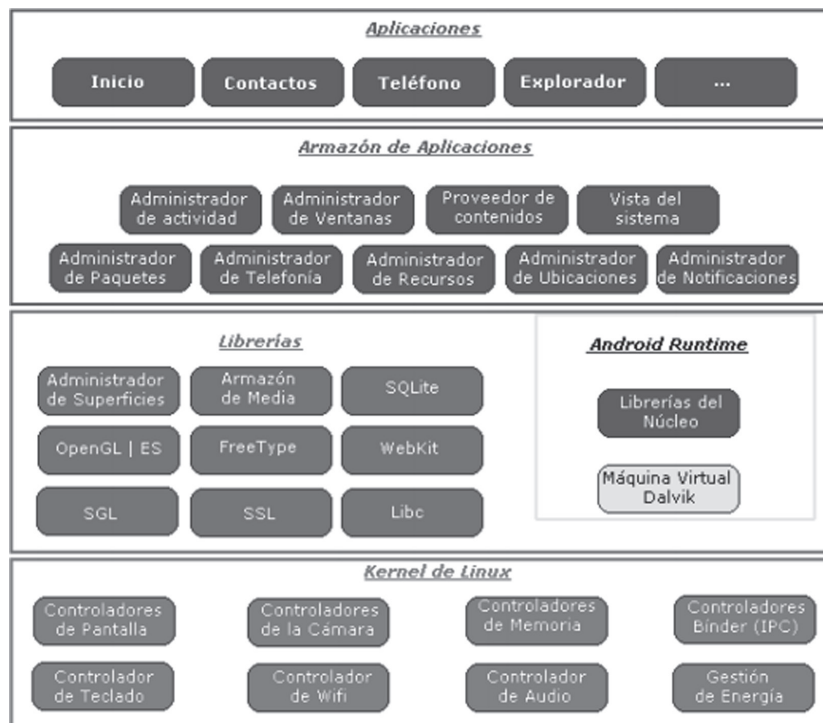 Aplicaciones
Inicio
Contactos
Teléfono
Explorador
...
Armazón de Aplicaciones
Administrador
de actividad
Administrador
de Ventanas
Proveedor de
contenidos
Vista del
sistema
Administrador
de Paquetes
Administrador
de Telefonía
Administrador
de Recursos
Administrador
de Ubicaciones
Administrador
de Notificaciones
Librerías
Administrador
de Superficies
Armazón
de Media
SQLite
OpenGL | ES
FreeType
WebKit
SGL
SSL
Libc
Android Runtime
Librerías del
Núcleo
Máquina Virtual
Dalvik
Kernel de Linux
Controladores
de Pantalla
Controladores
de la Cámara
Controladores
de Memoria
Controladores
Bínder (IPC)
Controlador
de Teclado
Controlador
de Wifi
Controlador
de Audio
Gestión
de Energía